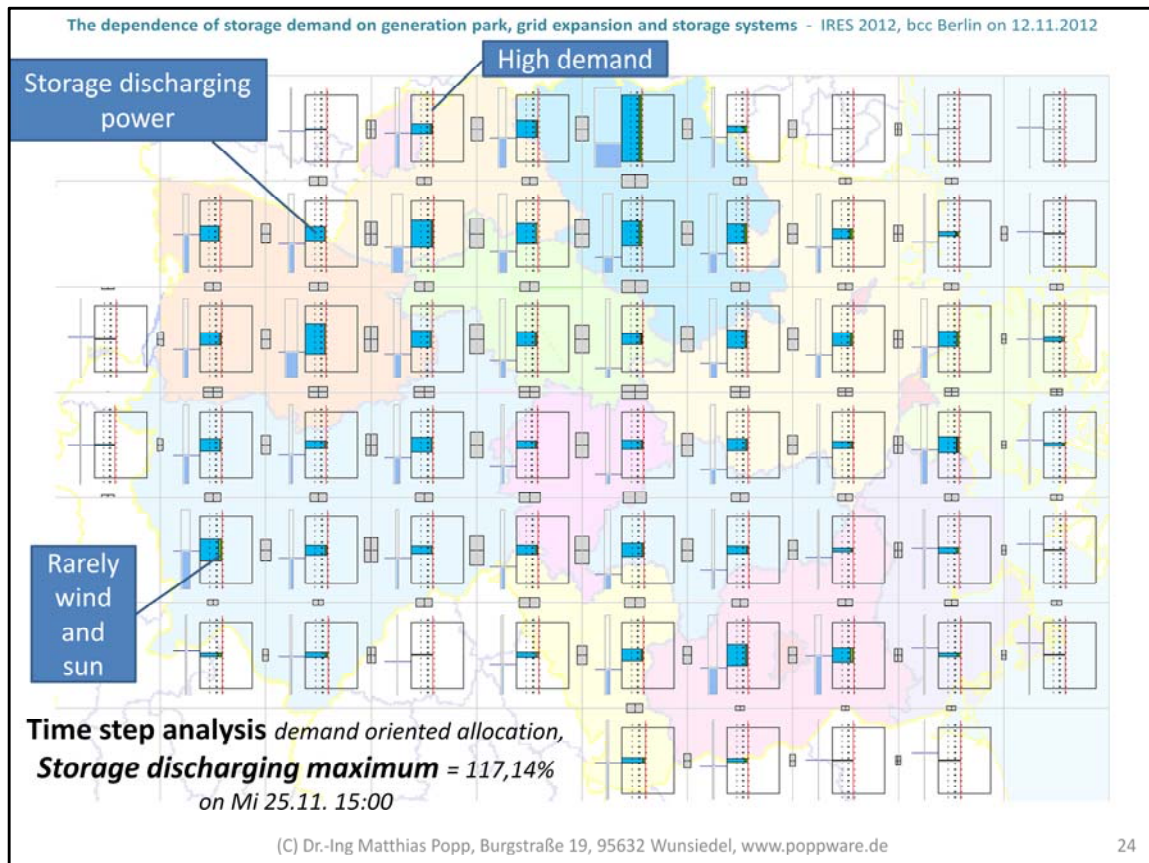 The dependence of storage demand on generation park, grid expansion and storage systems - IRES 2012, bcc Berlin on 12.11.2012
High demand
Storage discharging
power
Rarely
wind
and
sun
Time step analysis demand oriented allocation,
Storage discharging maximum = 117,14%
on Mi 25.11. 15:00
(C) Dr.-Ing Matthias Popp, Burgstraße 19, 95632 Wunsiedel, www.poppware.de
24